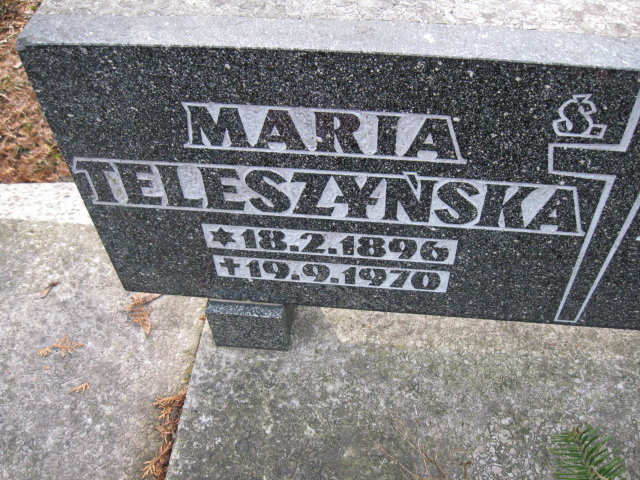 Ś.
MARIA
TELESZYŃSKA
* 18.2.1896
✝ 19.9.1970